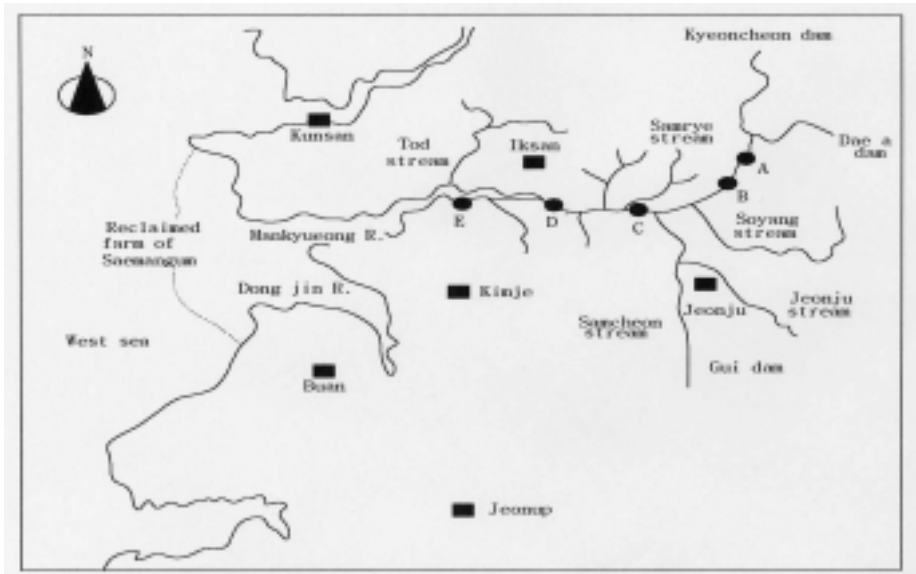 Kyeoncheon dam
N
Kunsan
Tod
stream
Iksan
Samrye
stream
Dae a
dam
A
B
Reclaimed
farm of
Saemangum
Mankyueong R.
E
D
C
Soyang
stream
Dong jin R.
Kimje
Jeonju
Jeonju
stream
Samcheon
stream
West sea
Buan
Gui dam
Jeonup